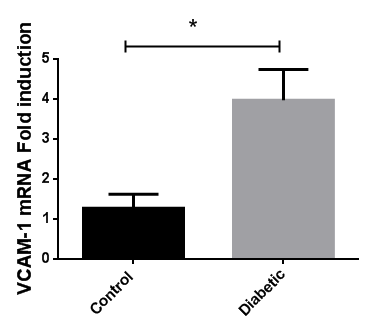 *
VCAM-1 mRNA Fold induction
5
4
3
2
1
0
Control
Diabetic